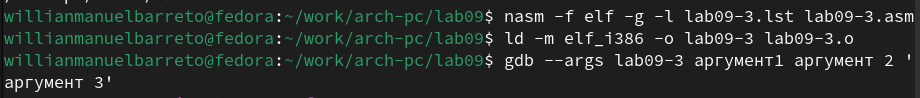 willianmanuelbarreto@fedora:~/work/arch-pc/lab09$ nasm -f elf -g -l lab09-3.lst lab09-3.asm
willianmanuelbarreto@fedora:~/work/arch-pc/lab09$ ld -m elf_i386 -o lab09-3 lab09-3.o
willianmanuelbarreto@fedora:~/work/arch-pc/lab09$ gdb --args lab09-3 аргумент1 аргумент 2 '
аргумент 3'